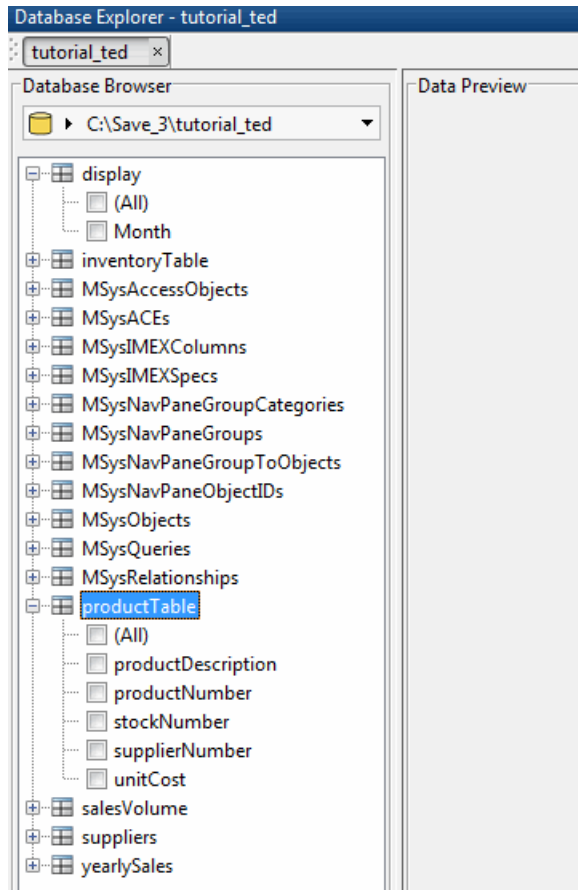 Database Explorer - tutorial_ted
tutorial_ted ×
Database Browser
C:\Save_3\tutorial_ted
display
(All)
Month
inventoryTable
MSysAccessObjects
MSysACEs
MSysIMEXColumns
MSysIMEXSpecs
MSysNavPaneGroupCategories
MSysNavPaneGroups
MSysNavPaneGroupToObjects
MSysNavPaneObjectIDs
MSysObjects
MSysQueries
MSysRelationships
productTable
(All)
productDescription
productNumber
stockNumber
supplierNumber
unitCost
salesVolume
suppliers
yearlySales
Data Preview